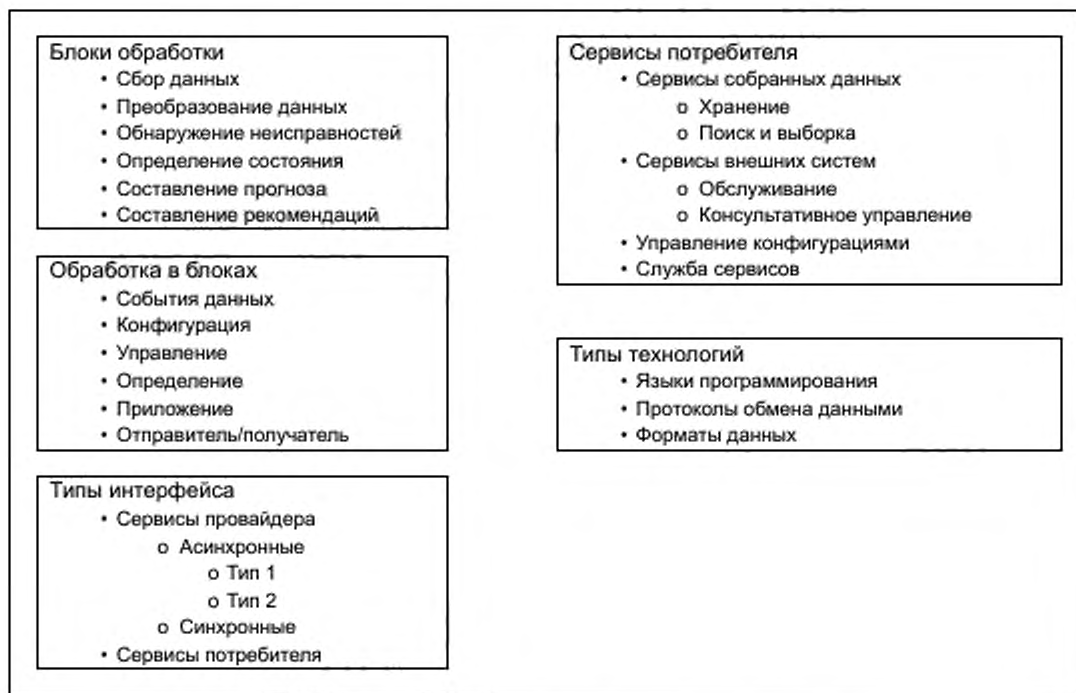 Блоки обработки
• Сбор данных
• Преобразование данных
• Обнаружение неисправностей
• Определение состояния
• Составление прогноза
• Составление рекомендаций
Обработка в блоках
• События данных
• Конфигурация
• Управление
• Определение
• Приложение
• Отправитель/получатель
Типы интерфейса
• Сервисы провайдера
o Асинхронные
o Тип 1
o Тип 2
o Синхронные
• Сервисы потребителя
Сервисы потребителя
• Сервисы собранных данных
o Хранение
o Поиск и выборка
• Сервисы внешних систем
o Обслуживание
o Консультативное управление
• Управление конфигурациями
• Служба сервисов
Типы технологий
• Языки программирования
• Протоколы обмена данными
• Форматы данных